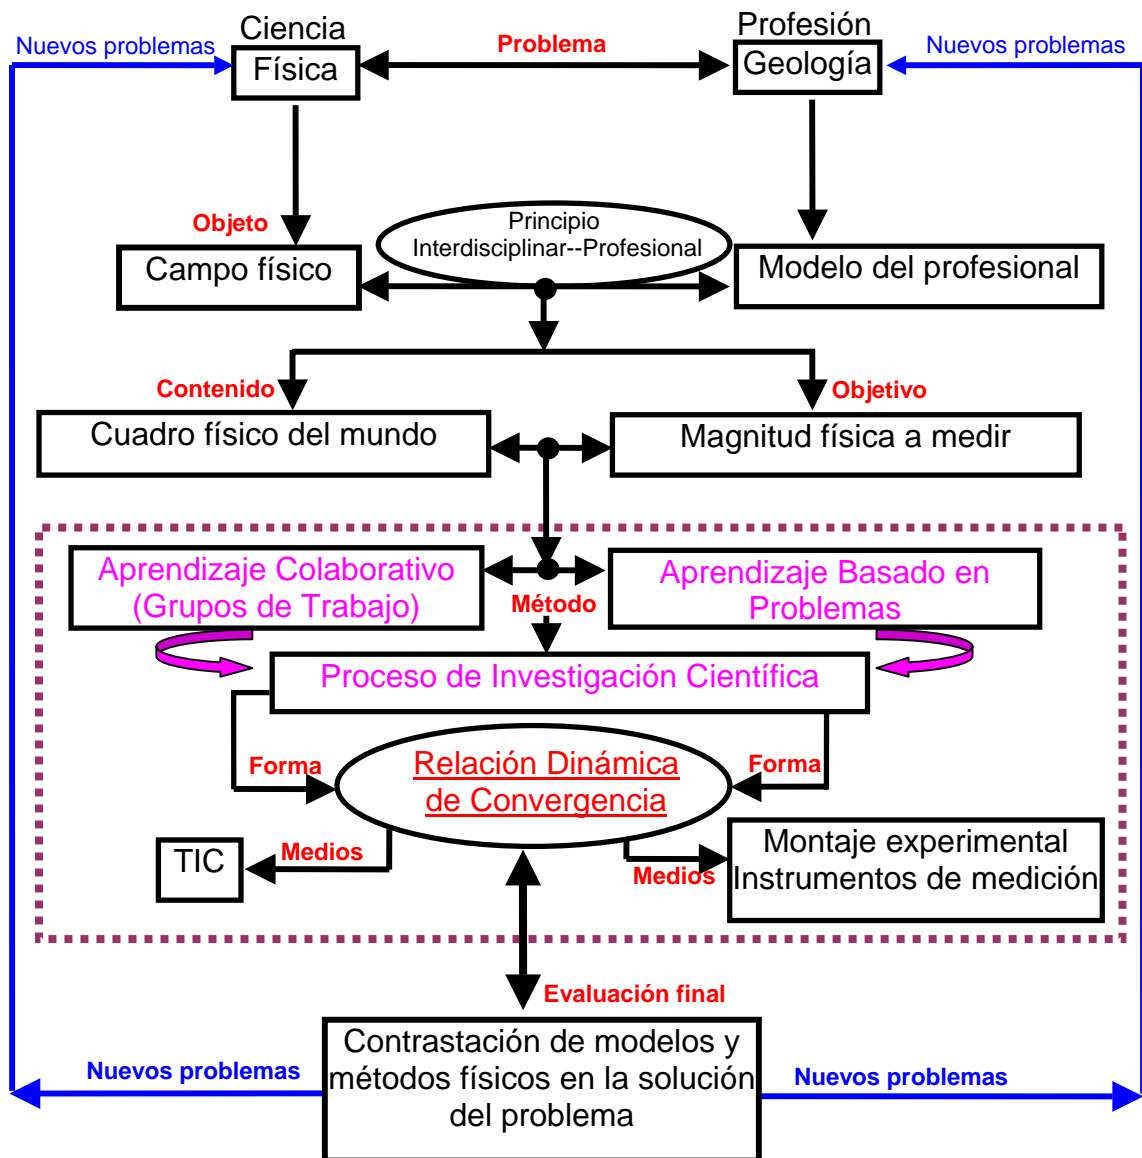 Ciencia
Profesión
Nuevos problemas
Problema
Nuevos problemas
Física
Geología
Objeto
Principio
Interdisciplinar--Profesional
Campo físico
Modelo del profesional
Contenido
Objetivo
Cuadro físico del mundo
Magnitud física a medir
Aprendizaje Colaborativo
(Grupos de Trabajo)
Aprendizaje Basado en
Problemas
Método
Proceso de Investigación Científica
Forma
Relación Dinámica
de Convergencia
Forma
TIC
Medios
Medios
Montaje experimental
Instrumentos de medición
Evaluación final
Contrastación de modelos y
métodos físicos en la solución
del problema
Nuevos problemas
Nuevos problemas